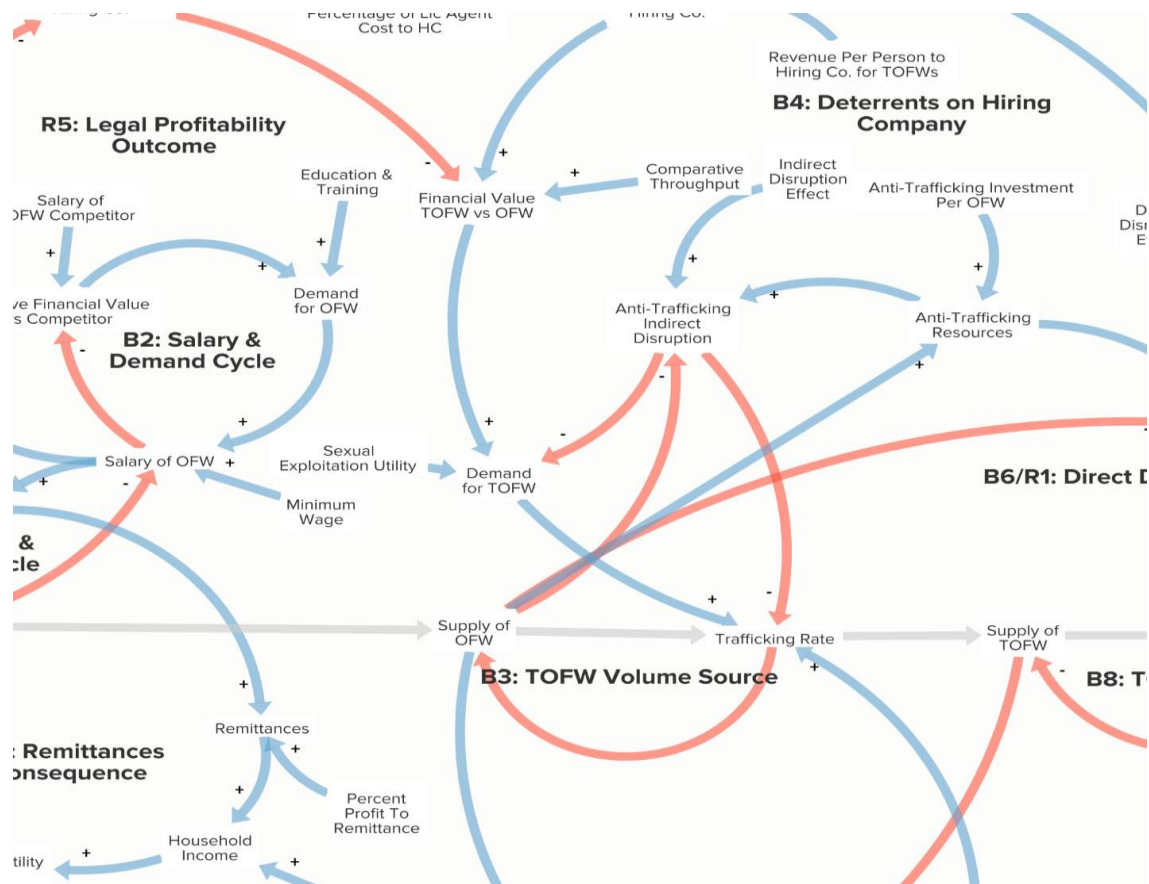 Percentage of Lic Agent
Cost to HC
Hiring Co.
Revenue Per Person to
Hiring Co. for TOFWs
B4: Deterrents on Hiring
Company
R5: Legal Profitability
Outcome
Education &
Training
Comparative
Throughput
Indirect
Disruption
Effect
Anti-Trafficking Investment
Per OFW
Salary of
OFW Competitor
Financial Value
TOFW vs OFW
Demand
for OFW
Financial Value
Competitor
Anti-Trafficking
Indirect
Disruption
Anti-Trafficking
Resources
B2: Salary &
Demand Cycle
Salary of OFW
Sexual
Exploitation Utility
Demand
for TOFW
Minimum
Wage
B6/R1: Direct
&
Supply of
OFW
Trafficking Rate
Supply of
TOFW
B3: TOFW Volume Source
B8:
Remittances
: Remittances
Percent
Profit To
Remittance
Household
Income